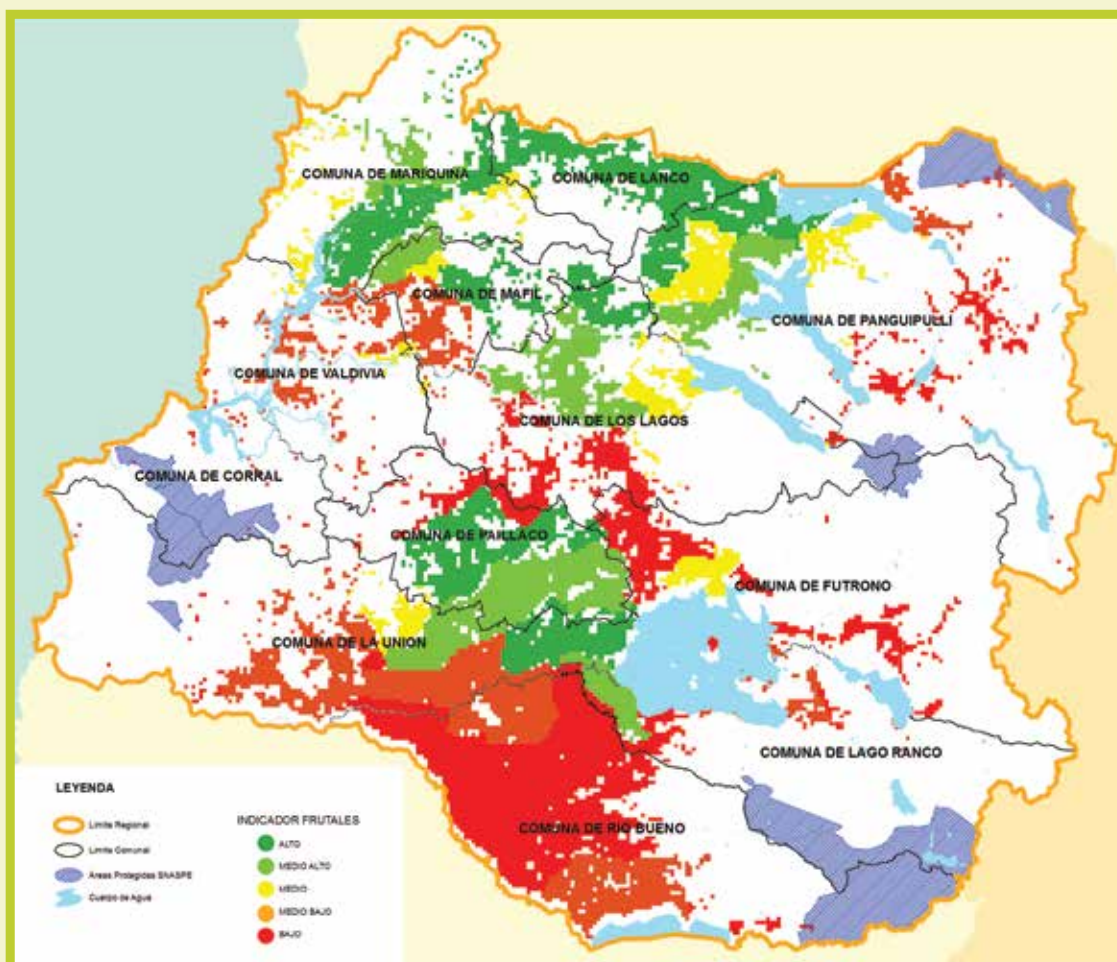 COMUNA DE MARIQUINA
COMUNA DE LANCO
COMUNA DE MAFIL
COMUNA DE PANGUIPULLI
COMUNA DE VALDIVIA
COMUNA DE LOS LAGOS
COMUNA DE CORRAL
COMUNA DE PAILLACO
COMUNA DE FUTRONO
COMUNA DE LA UNION
COMUNA DE LAGO RANCO
COMUNA DE RIO BUENO
LEYENDA
Limite Regional
Limite Comunal
Areas Protegidas SNASPE
Cuerpo de Agua
INDICADOR FRUTALES
ALTO
MEDIO ALTO
MEDIO
MEDIO BAJO
BAJO